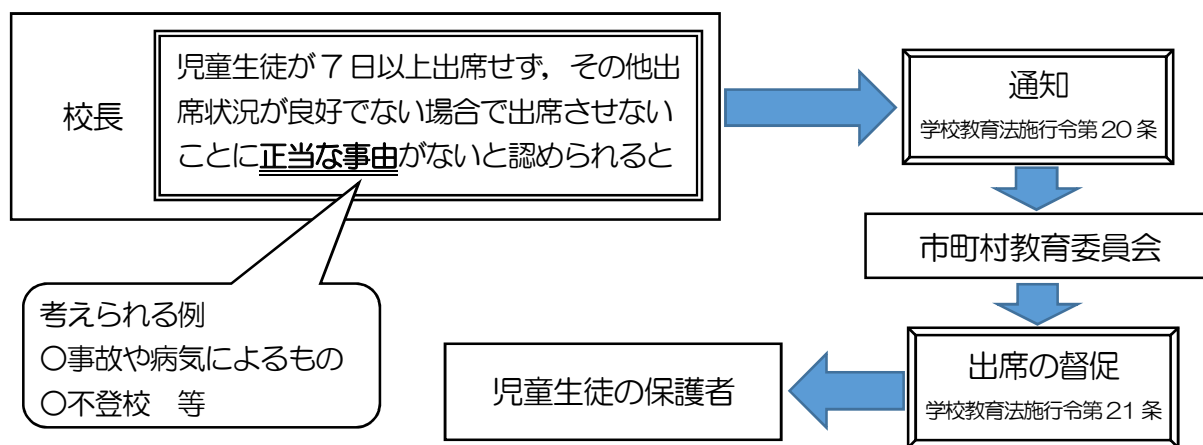 校長
児童生徒が７日以上出席せず，その他出
席状況が良好でない場合で出席させない
ことに正当な事由がないと認められると
通知
学校教育法施行令第20条
市町村教育委員会
出席の督促
学校教育法施行令第21条
児童生徒の保護者
考えられる例
○事故や病気によるもの
○不登校　等